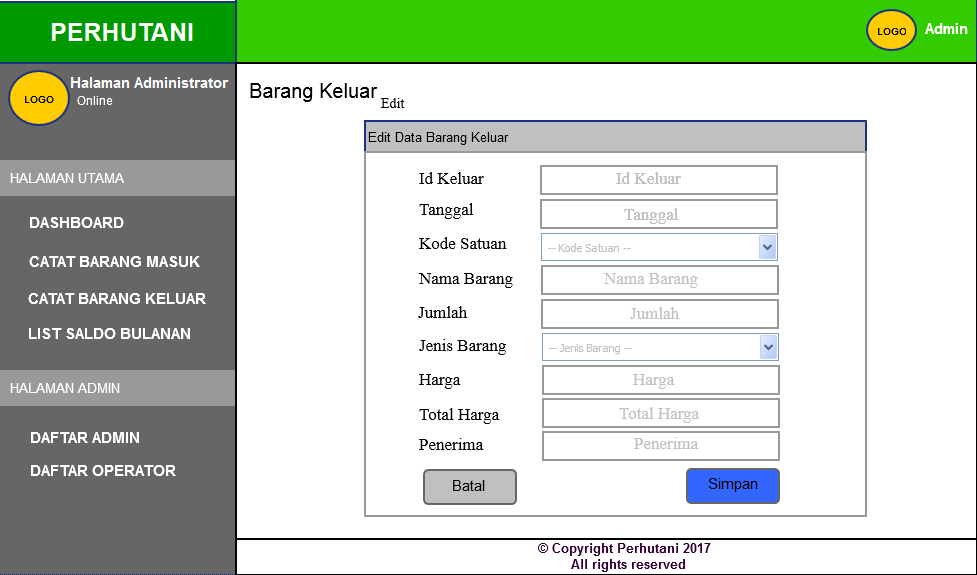 PERHUTANI
LOGO
Admin
LOGO
Halaman Administrator
Online
HALAMAN UTAMA
DASHBOARD
CATAT BARANG MASUK
CATAT BARANG KELUAR
LIST SALDO BULANAN
HALAMAN ADMIN
DAFTAR ADMIN
DAFTAR OPERATOR
Barang Keluar Edit
Edit Data Barang Keluar
Id Keluar Id Keluar
Tanggal Tanggal
Kode Satuan -- Kode Satuan --
Nama Barang Nama Barang
Jumlah Jumlah
Jenis Barang -- Jenis Barang --
Harga Harga
Total Harga Total Harga
Penerima Penerima
Batal Simpan
© Copyright Perhutani 2017
All rights reserved